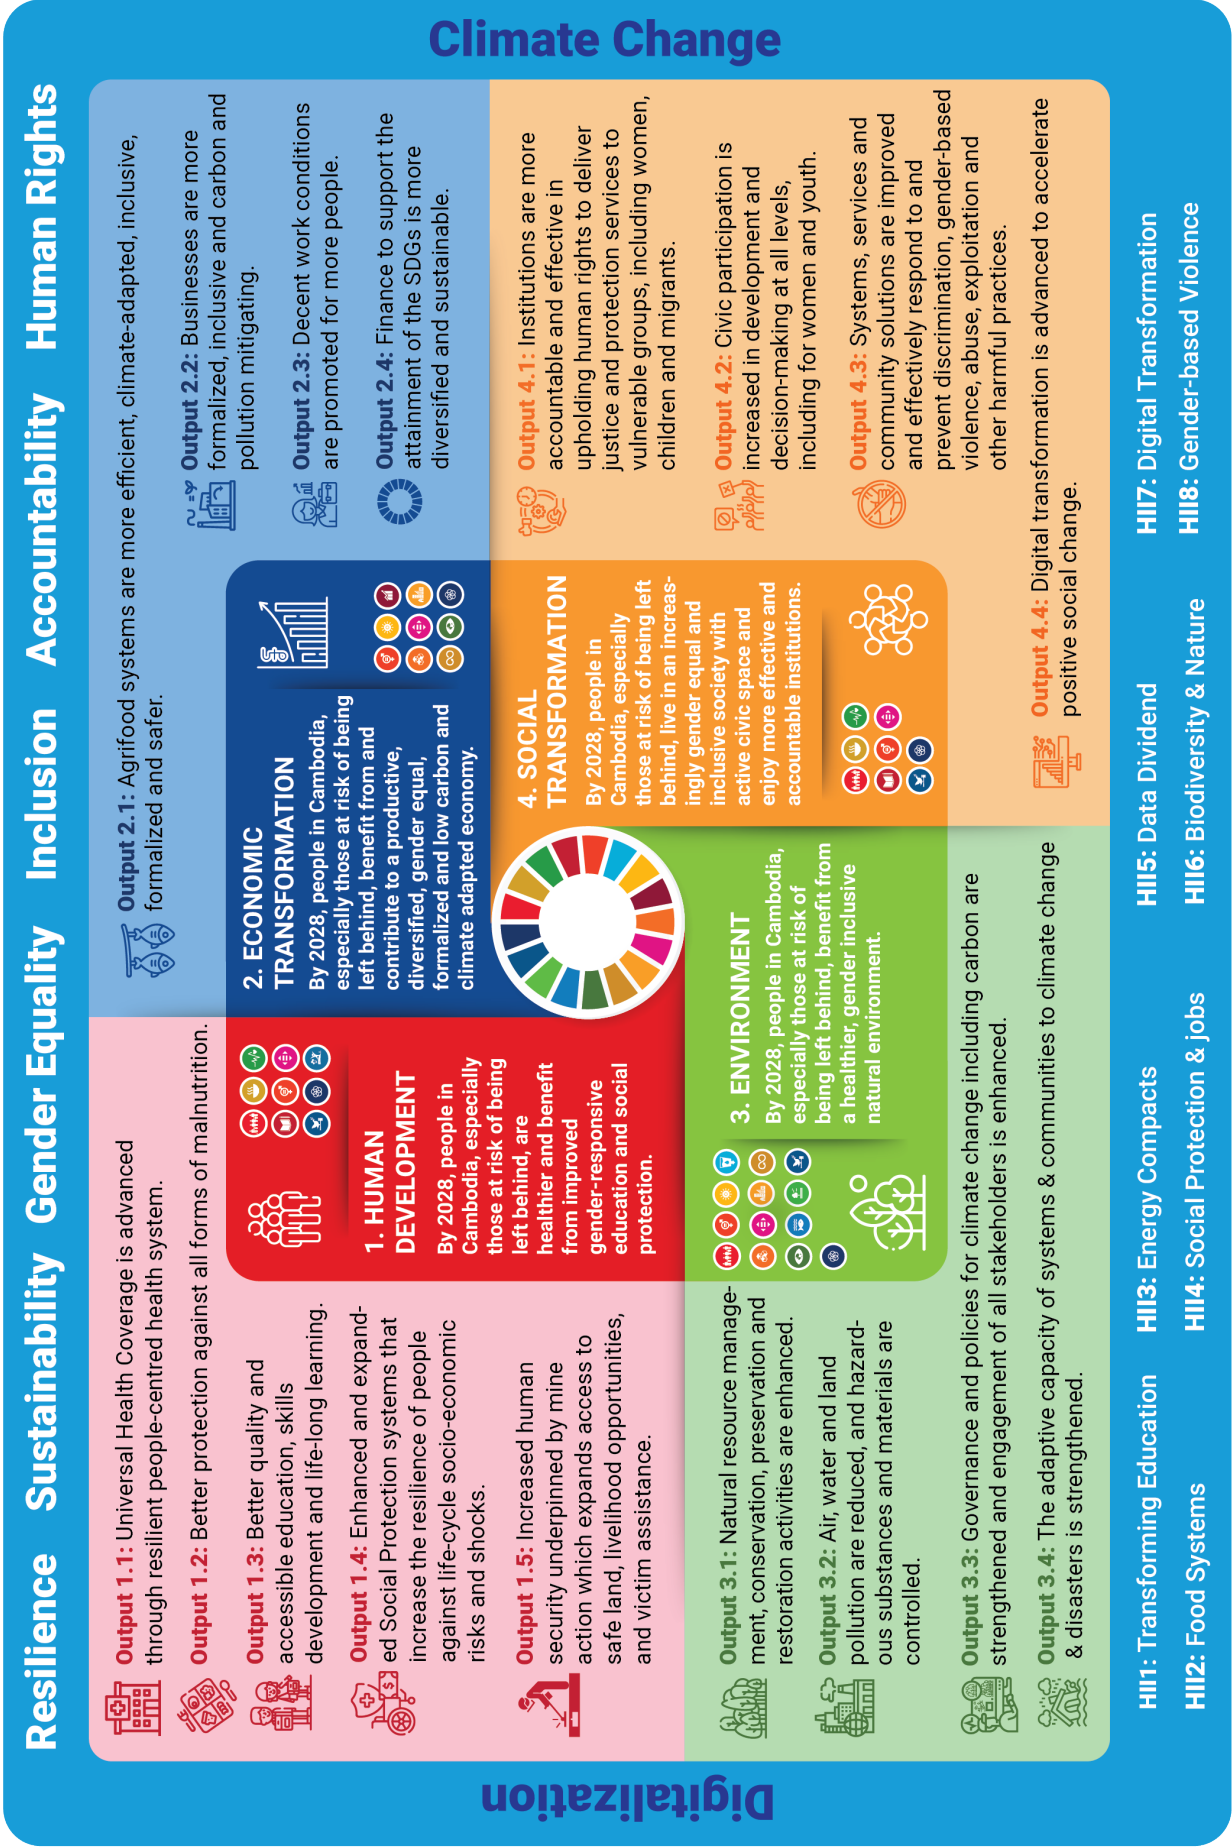 Resilience Sustainability Gender Equality Inclusion Accountability Human Rights
Digitalization
Climate Change
Output 1.1: Universal Health Coverage is advanced
through resilient people-centred health system.
Output 1.2: Better protection against all forms of malnutrition.
Output 1.3: Better quality and
accessible education, skills
development and life-long learning.
Output 1.4: Enhanced and expand-
ed Social Protection systems that
increase the resilience of people
against life-cycle socio-economic
risks and shocks.
Output 1.5: Increased human
security underpinned by mine
action which expands access to
safe land, livelihood opportunities,
and victim assistance.
1. HUMAN
DEVELOPMENT
By 2028, people in
Cambodia, especially
those at risk of being
left behind, are
healthier and benefit
from improved
gender-responsive
education and social
protection.
Output 2.1: Agrifood systems are more efficient, climate-adapted, inclusive,
formalized and safer.
2. ECONOMIC
TRANSFORMATION
By 2028, people in Cambodia,
especially those at risk of being
left behind, benefit from and
contribute to a productive,
diversified, gender equal,
formalized and low carbon and
climate adapted economy.
Output 2.2: Businesses are more
formalized, inclusive and carbon and
pollution mitigating.
Output 2.3: Decent work conditions
are promoted for more people.
Output 2.4: Finance to support the
attainment of the SDGs is more
diversified and sustainable.
Output 3.1: Natural resource manage-
ment, conservation, preservation and
restoration activities are enhanced.
Output 3.2: Air, water and land
pollution are reduced, and hazard-
ous substances and materials are
controlled.
Output 3.3: Governance and policies for climate change including carbon are
strengthened and engagement of all stakeholders is enhanced.
Output 3.4: The adaptive capacity of systems & communities to climate change
& disasters is strengthened.
3. ENVIRONMENT
By 2028, people in Cambodia,
especially those at risk of
being left behind, benefit from
a healthier, gender inclusive
natural environment.
4. SOCIAL
TRANSFORMATION
By 2028, people in
Cambodia, especially
those at risk of being left
behind, live in an increas-
ingly gender equal and
inclusive society with
active civic space and
enjoy more effective and
accountable institutions.
Output 4.1: Institutions are more
accountable and effective in
upholding human rights to deliver
justice and protection services to
vulnerable groups, including women,
children and migrants.
Output 4.2: Civic participation is
increased in development and
decision-making at all levels,
including for women and youth.
Output 4.3: Systems, services and
community solutions are improved
and effectively respond to and
prevent discrimination, gender-based
violence, abuse, exploitation and
other harmful practices.
Output 4.4: Digital transformation is advanced to accelerate
positive social change.
HII1: Transforming Education
HII2: Food Systems
HII3: Energy Compacts
HII4: Social Protection & jobs
HII5: Data Dividend
HII6: Biodiversity & Nature
HII7: Digital Transformation
HII8: Gender-based Violence